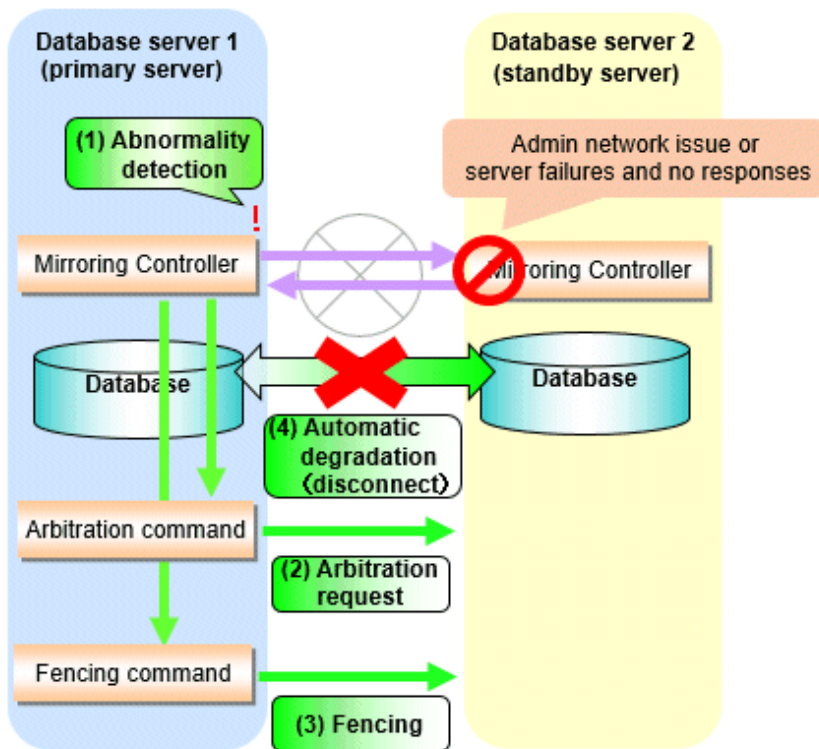 Database server 1
(primary server)
Database server 2
(standby server)
(1) Abnormality
detection
!
Admin network issue or
server failures and no responses
Mirroring Controller
Mirroring Controller
Database
Database
(4) Automatic
degradation
(disconnect)
Arbitration command
(2) Arbitration
request
Fencing command
(3) Fencing